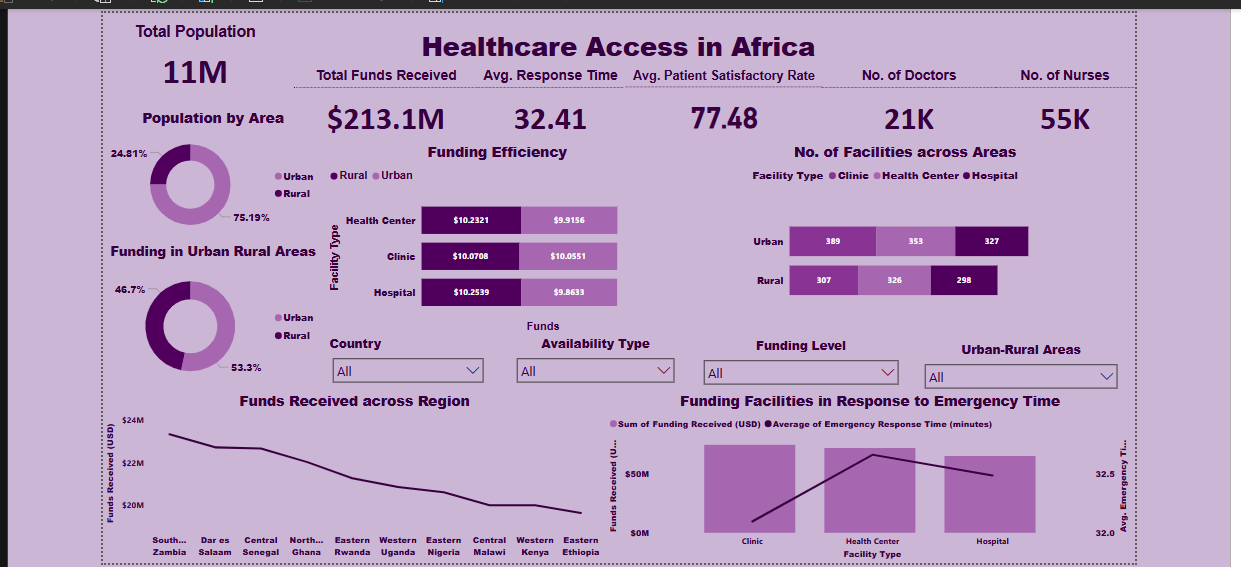 Total Population
11M
Healthcare Access in Africa
Total Funds Received
$213.1M
Avg. Response Time
32.41
Avg. Patient Satisfactory Rate
77.48
No. of Doctors
21K
No. of Nurses
55K
Population by Area
24.81%
75.19%
Urban
Rural
Funding in Urban Rural Areas
46.7%
53.3%
Urban
Rural
Funding Efficiency
Rural Urban
Facility Type
Health Center $10.2321 $9.9156
Clinic $10.0708 $10.0551
Hospital $10.2539 $9.8633
Funds
No. of Facilities across Areas
Facility Type Clinic Health Center Hospital
Urban 389 353 327
Rural 307 326 298
Country
All
Availability Type
All
Funding Level
All
Urban-Rural Areas
All
Funds Received across Region
Funds Received (USD)
$24M
$22M
$20M
South... Dar es Central North... Eastern Western Eastern Central Western Eastern
Zambia Salaam Senegal Ghana Rwanda Uganda Nigeria Malawi Kenya Ethiopia
Funding Facilities in Response to Emergency Time
Sum of Funding Received (USD) Average of Emergency Response Time (minutes)
Funds Received (U...
$50M
$0M
32.5
32.0
Avg. Emergency Ti...
Clinic Health Center Hospital
Facility Type